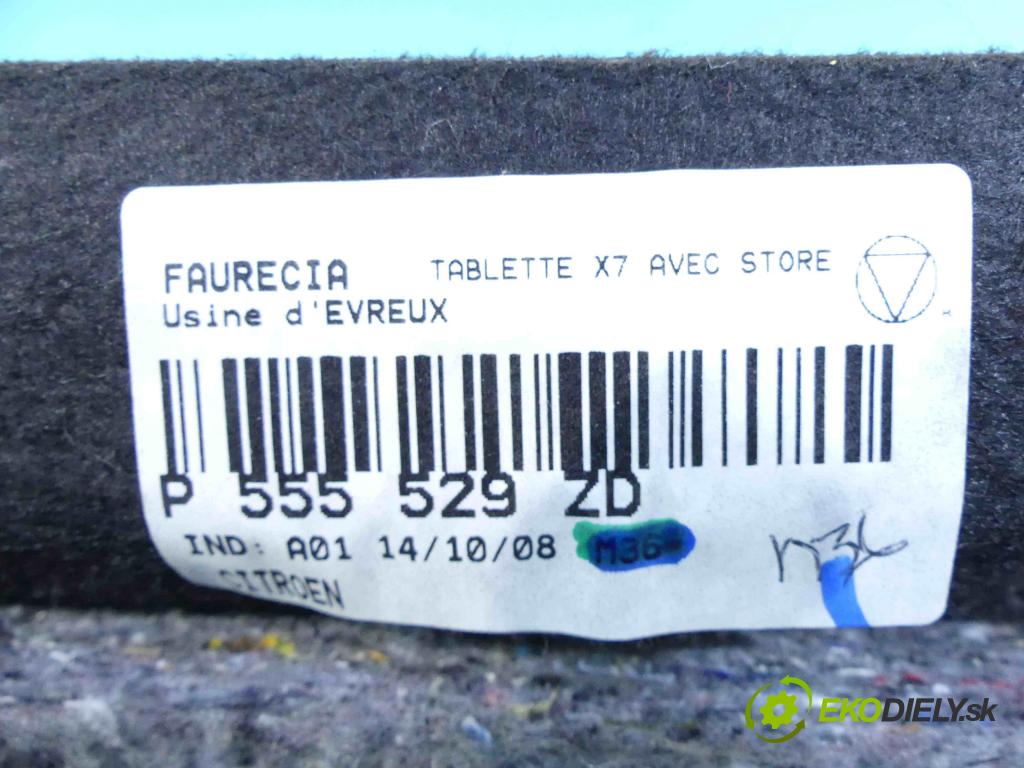 FAURECIA TABLETTE X7 AVEC STORE
Usine d'EVREUX
P 555 529 ZD
IND: A01 14/10/08 M36
CITROEN
EKODIELY.sk